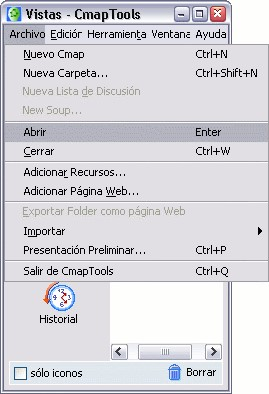 Vistas - CmapTools
Archivo Edición Herramienta Ventana Ayuda
Nuevo Cmap Ctrl+N
Nueva Carpeta... Ctrl+Shift+N
Nueva Lista de Discusión
New Soup...
Abrir Enter
Cerrar Ctrl+W
Adicionar Recursos...
Adicionar Página Web...
Exportar Folder como página Web
Importar
Presentación Preliminar... Ctrl+P
Salir de CmapTools Ctrl+Q
Historial
sólo iconos Borrar